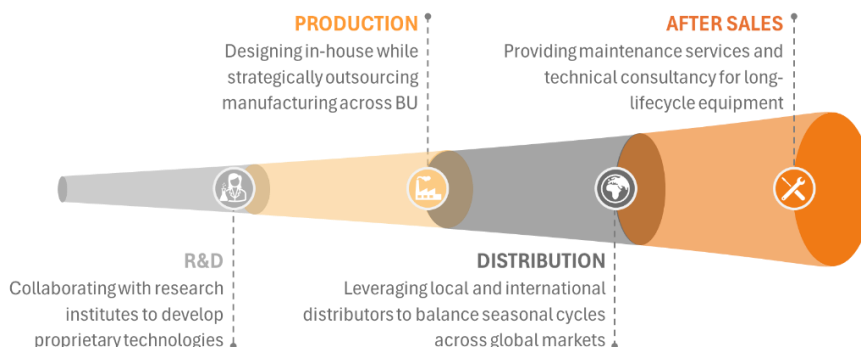 PRODUCTION
Designing in-house while
strategically outsourcing
manufacturing across BU
AFTER SALES
Providing maintenance services and
technical consultancy for long-
lifecycle equipment
R&D
Collaborating with research
institutes to develop
proprietary technologies
DISTRIBUTION
Leveraging local and international
distributors to balance seasonal cycles
across global markets